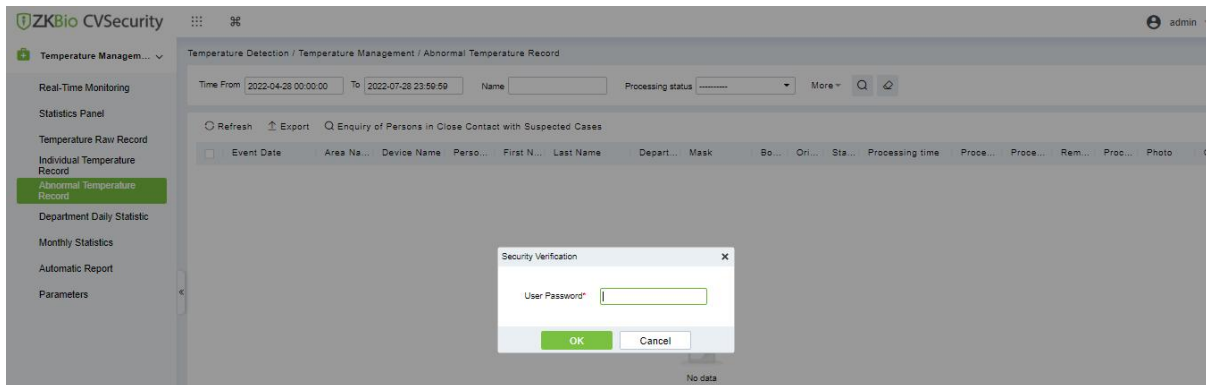 ZKBio CVSecurity
admin
Temperature Managem...
Temperature Detection / Temperature Management / Abnormal Temperature Record
Real-Time Monitoring
Statistics Panel
Temperature Raw Record
Individual Temperature
Record
Abnormal Temperature
Record
Department Daily Statistic
Monthly Statistics
Automatic Report
Parameters
Time From 2022-04-28 00:00:00 To 2022-07-28 23:59:59 Name Processing status ---------- More
Refresh Export Enquiry of Persons in Close Contact with Suspected Cases
Event Date Area Na... Device Name Perso... First N... Last Name Depart... Mask Bo... Ori... Sta... Processing time Proce... Proce... Rem... Proc... Photo
Security Verification
User Password*
OK Cancel
No data